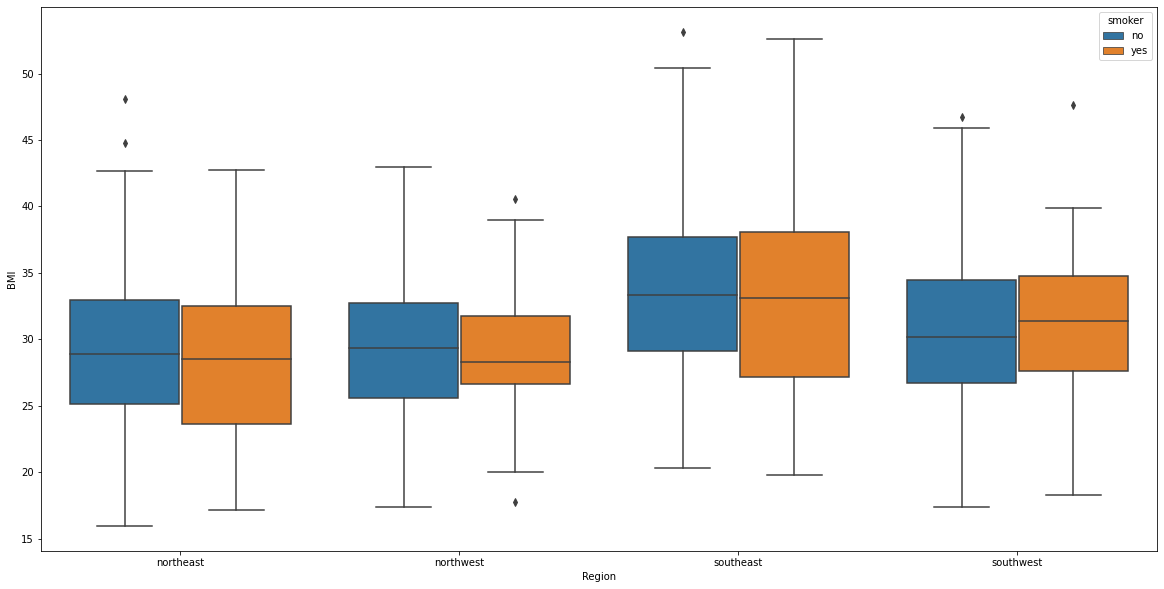 smoker
no
yes
50
45
40
35
30
25
20
15
BMI
northeast
northwest
southeast
southwest
Region